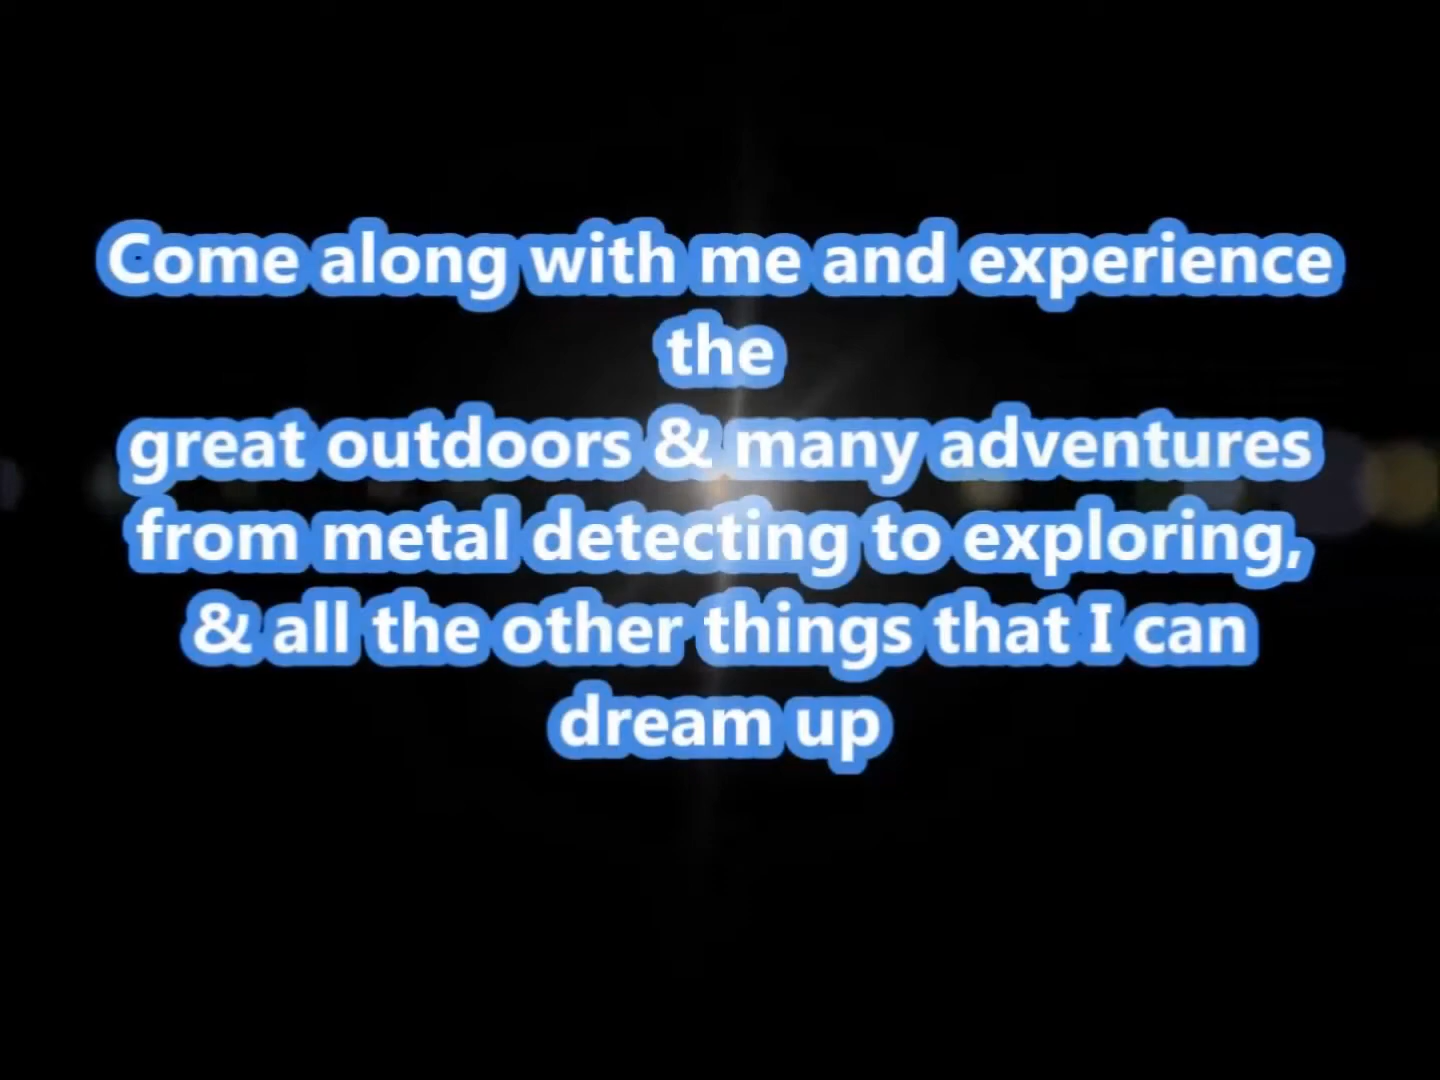 Come along with me and experience
the
great outdoors & many adventures
from metal detecting to exploring,
& all the other things that I can
dream up